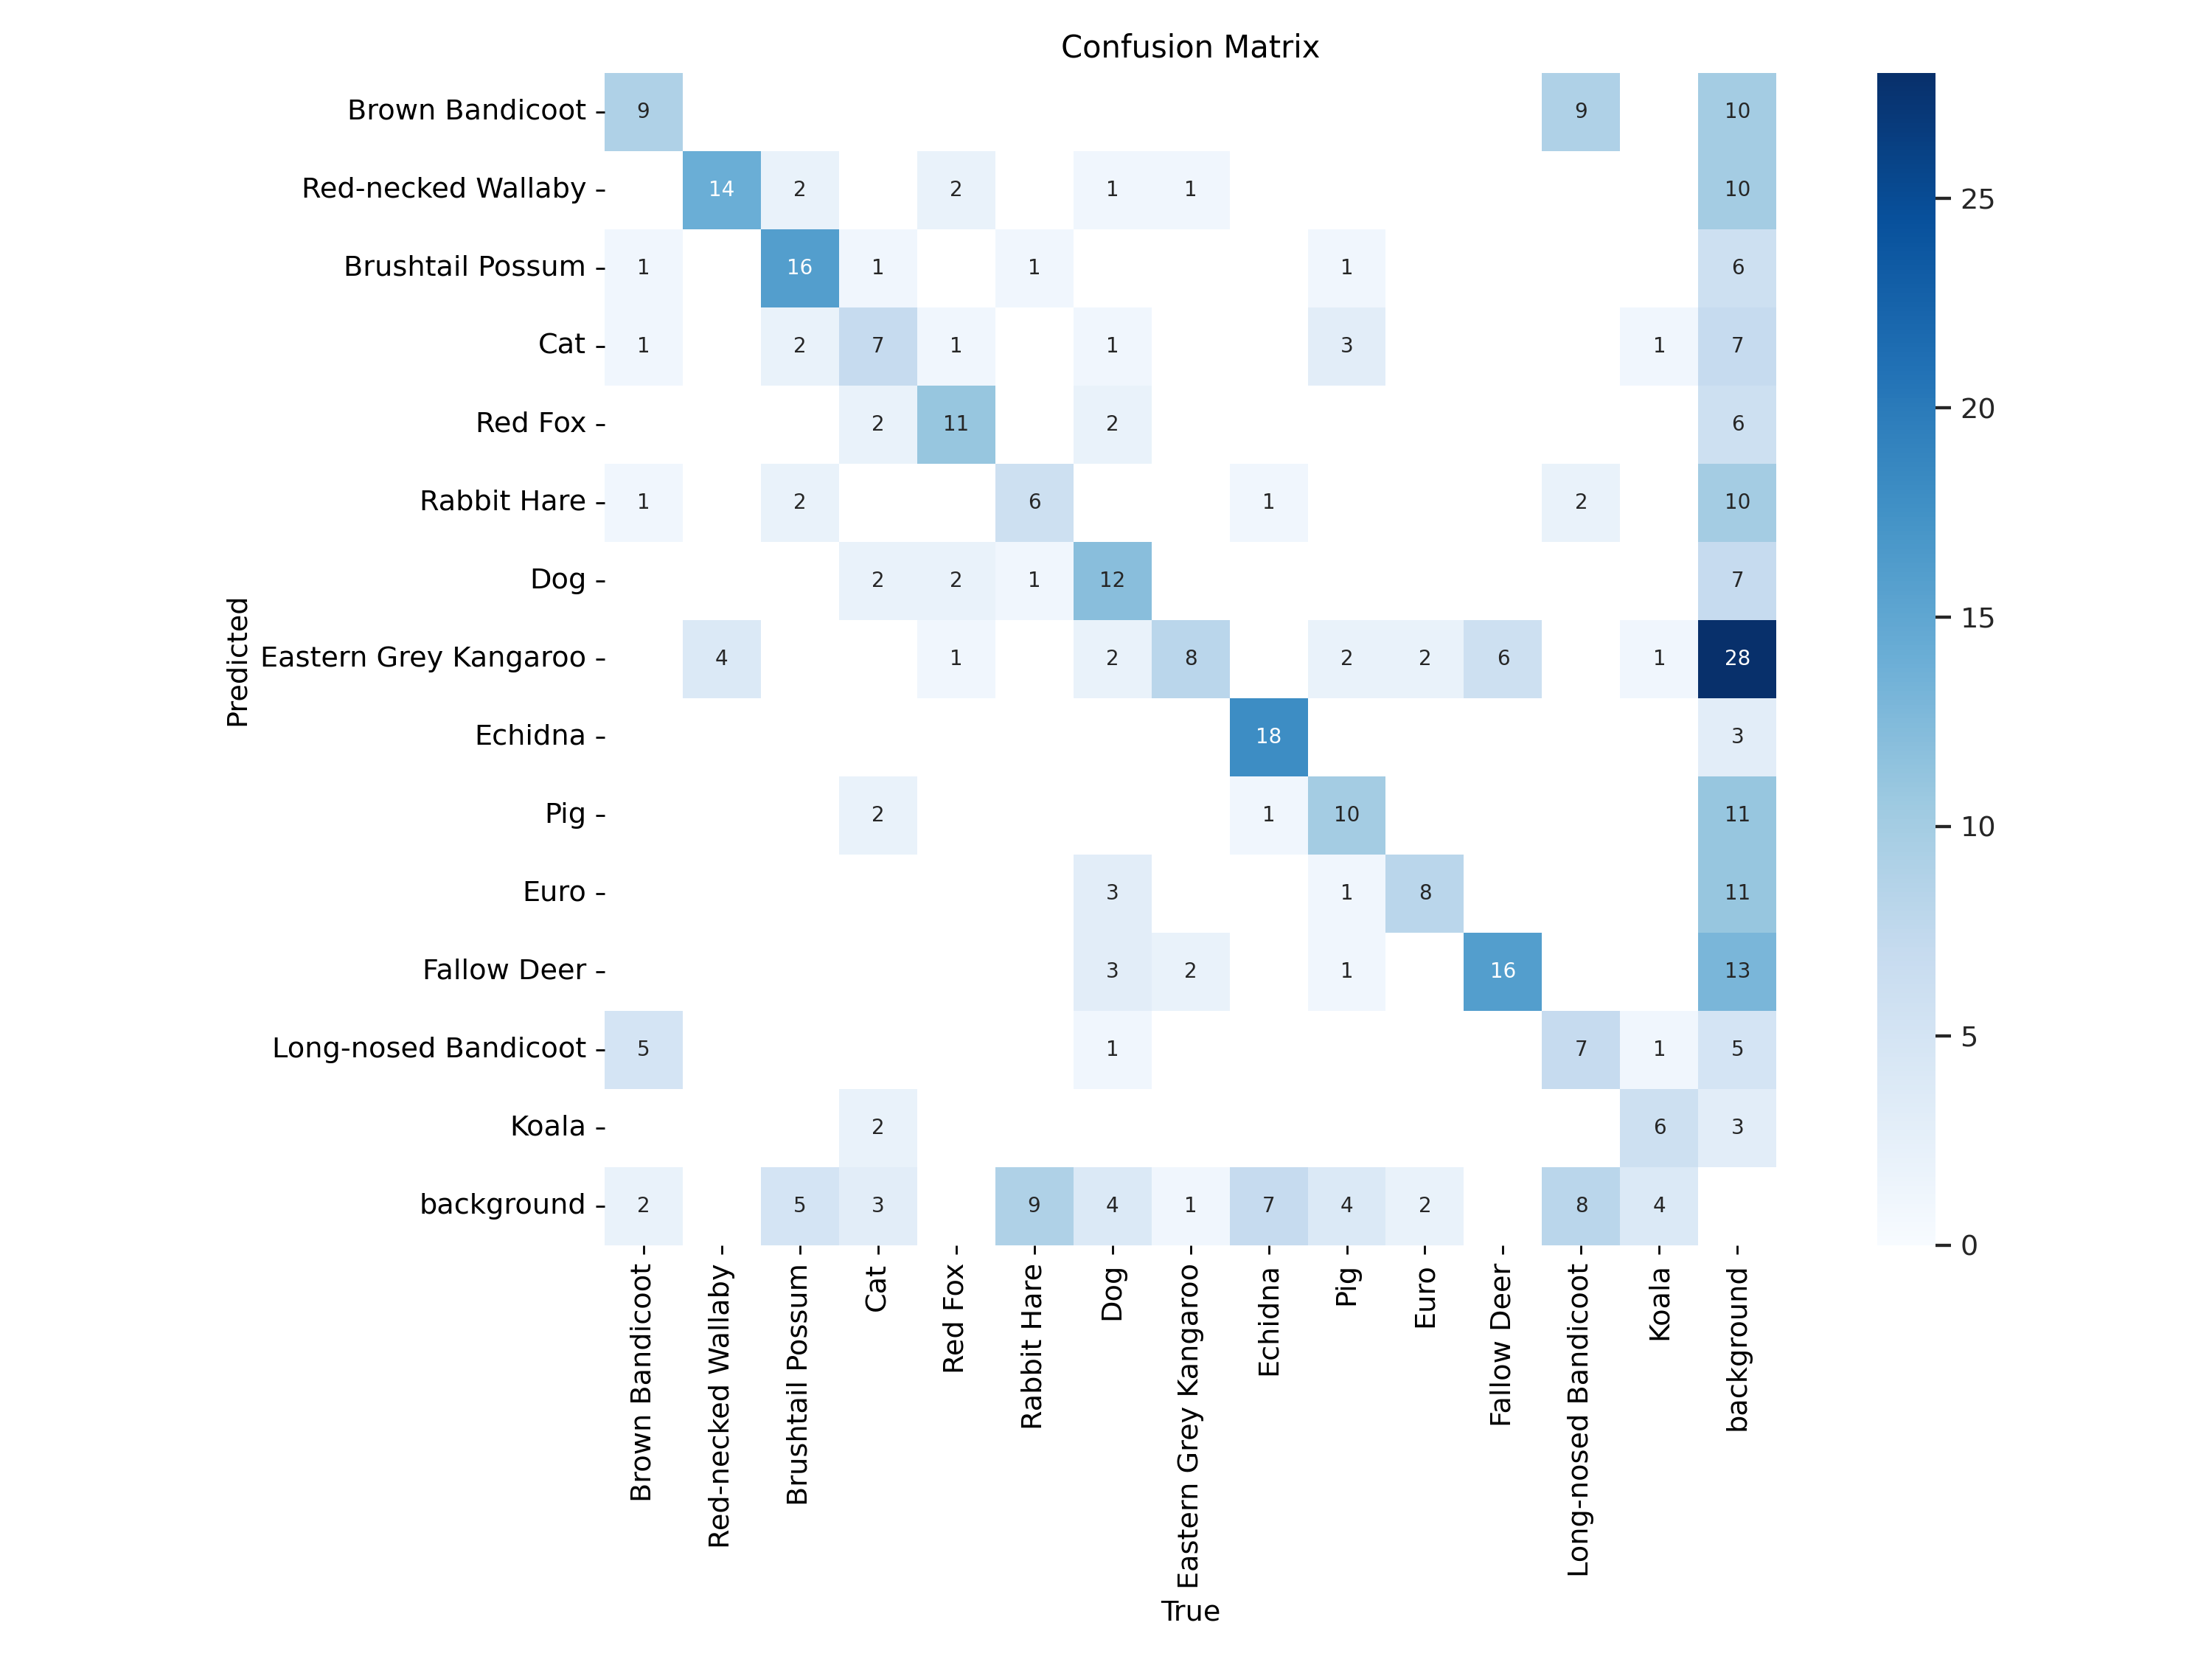 Confusion Matrix
Brown Bandicoot 9 9 10
Red-necked Wallaby 14 2 2 1 1 10
25
Brushtail Possum 1 16 1 1 1 6
Cat 1 2 7 1 1 3 1 7
20
Red Fox 2 11 2 6
Rabbit Hare 1 2 6 1 2 10
Dog 2 2 1 12 7
15
Predicted
Eastern Grey Kangaroo 4 1 2 8 2 2 6 1 28
Echidna 18 3
Pig 2 1 10 11
10
Euro 3 1 8 11
Fallow Deer 3 2 1 16 13
Long-nosed Bandicoot 5 1 7 1 5
5
Koala 2 6 3
background 2 5 3 9 4 1 7 4 2 8 4
0
Brown Bandicoot
Red-necked Wallaby
Brushtail Possum
Cat
Red Fox
Rabbit Hare
Dog
Eastern Grey Kangaroo
Echidna
Pig
Euro
Fallow Deer
Long-nosed Bandicoot
Koala
background
True